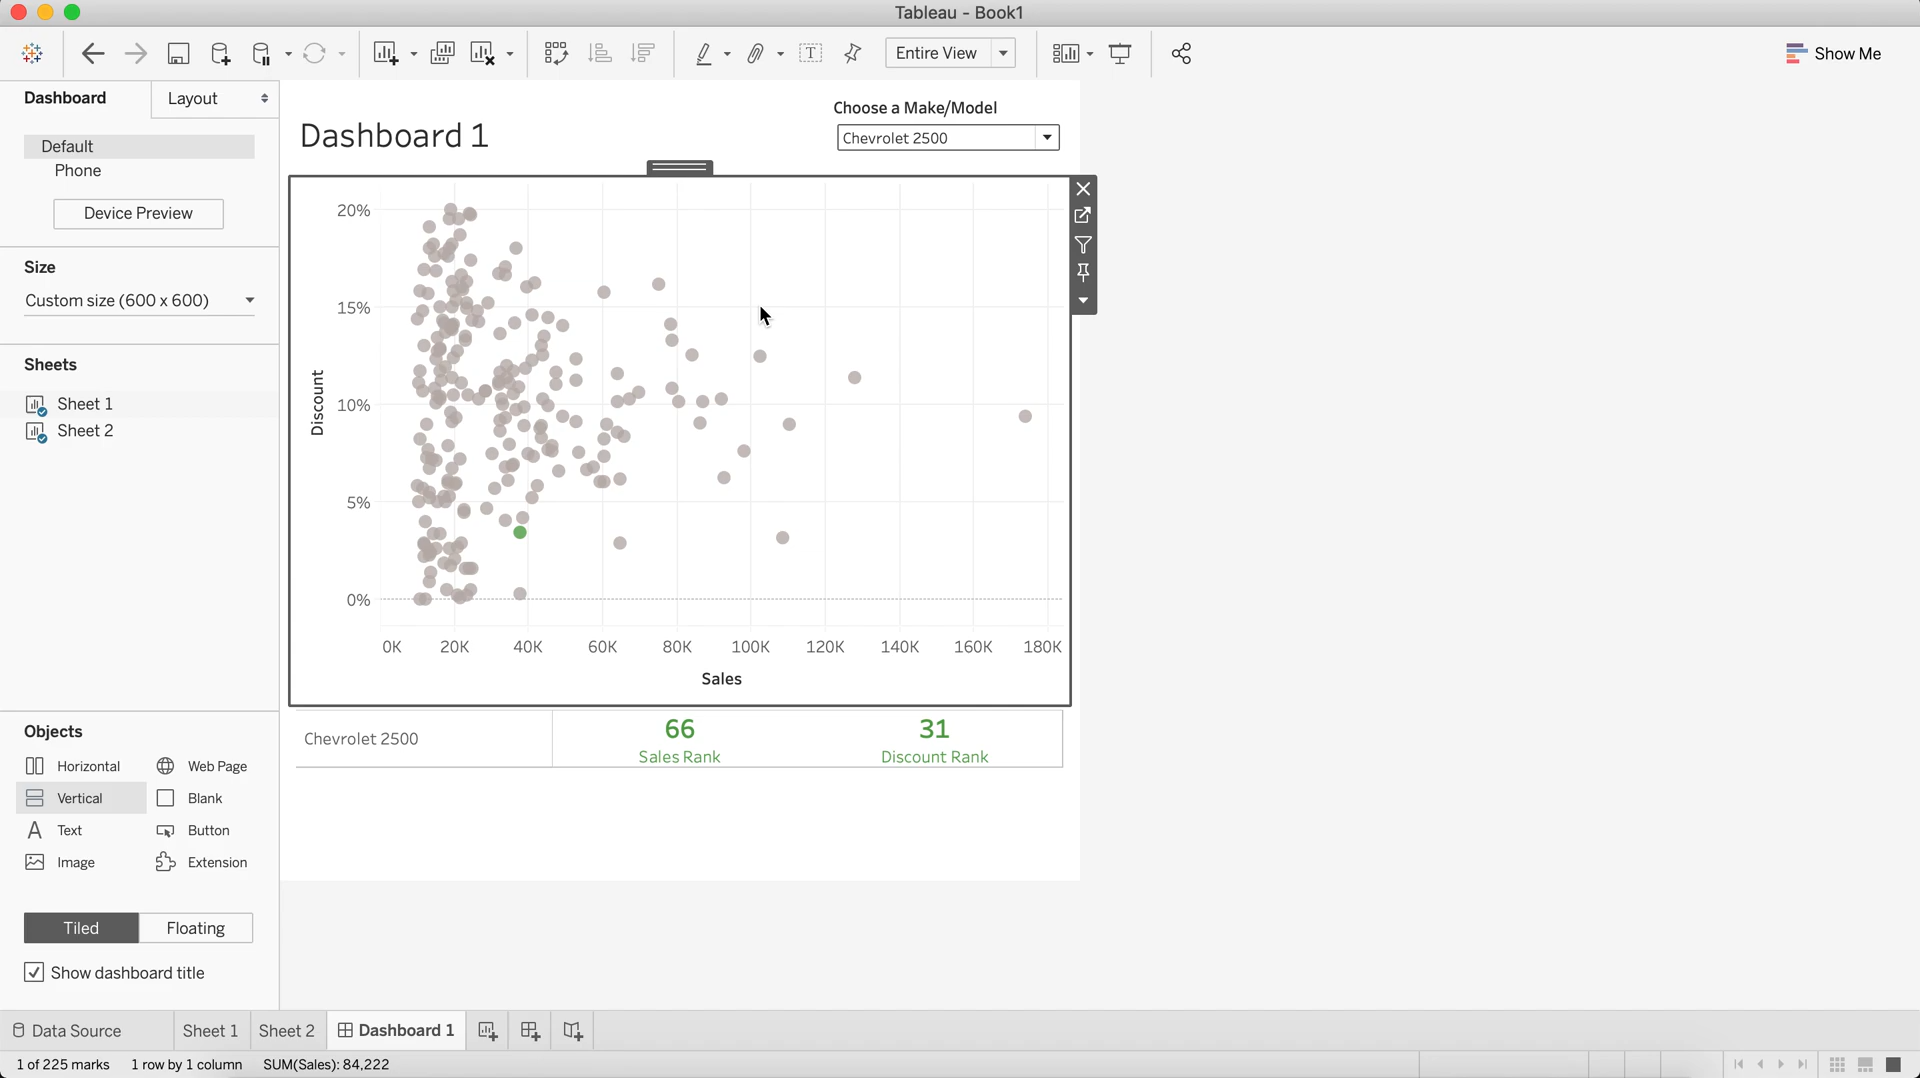 Tableau - Book1
Entire View
Show Me
Dashboard
Layout
Default
Phone
Device Preview
Size
Custom size (600 x 600)
Sheets
Sheet 1
Sheet 2
Objects
Horizontal
Web Page
Vertical
Blank
Text
Button
Image
Extension
Tiled
Floating
Show dashboard title
Dashboard 1
Choose a Make/Model
Chevrolet 2500
20%
15%
10%
5%
0%
Discount
0K 20K 40K 60K 80K 100K 120K 140K 160K 180K
Sales
Chevrolet 2500
66
Sales Rank
31
Discount Rank
Data Source
Sheet 1
Sheet 2
Dashboard 1
1 of 225 marks
1 row by 1 column
SUM(Sales): 84,222